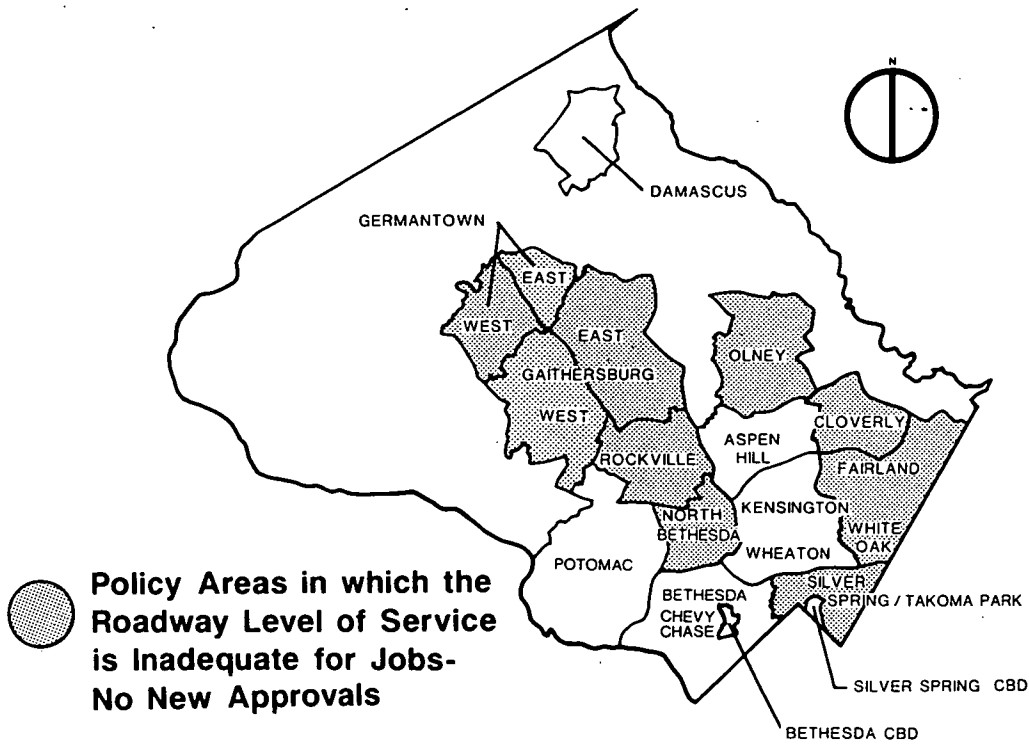 N
DAMASCUS
GERMANTOWN
EAST
WEST
EAST
GAITHERSBURG
WEST
OLNEY
CLOVERLY
ASPEN
HILL
ROCKVILLE
FAIRLAND
KENSINGTON
NORTH
BETHESDA
WHITE
OAK
WHEATON
POTOMAC
SILVER
SPRING / TAKOMA PARK
BETHESDA
CHEVY
CHASE
SILVER SPRING CBD
BETHESDA CBD
Policy Areas in which the
Roadway Level of Service
is Inadequate for Jobs-
No New Approvals